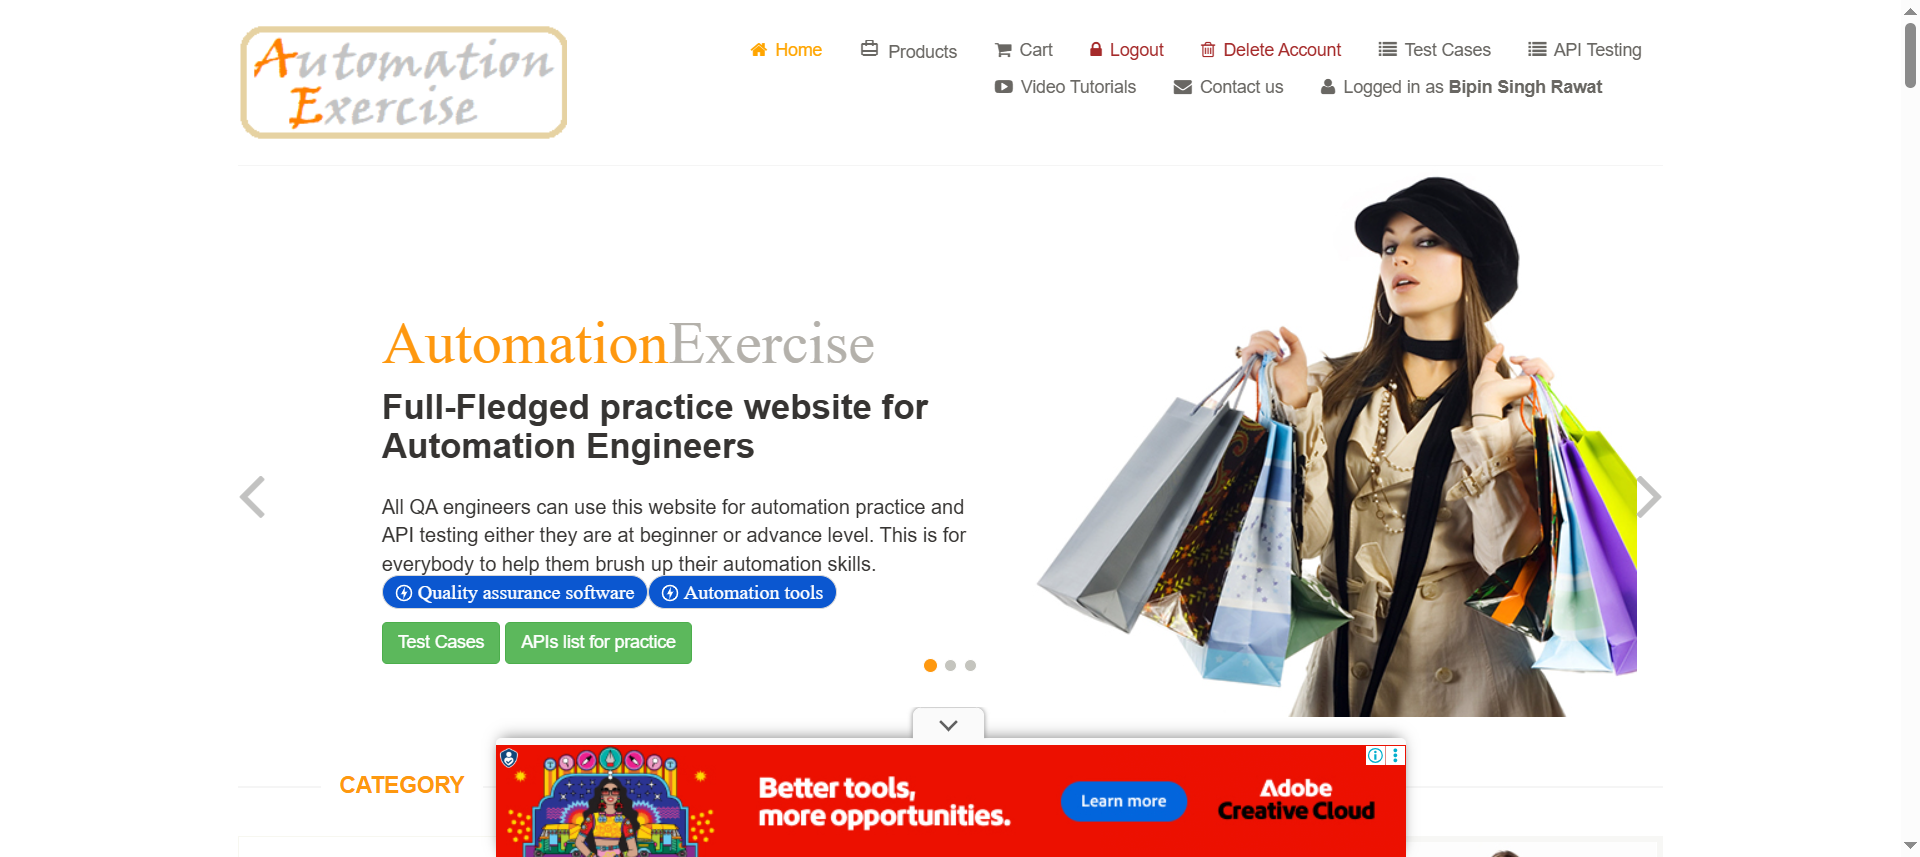 Automation
Exercise
Home Products Cart Logout Delete Account Test Cases API Testing
Video Tutorials Contact us Logged in as Bipin Singh Rawat
AutomationExercise
Full-Fledged practice website for
Automation Engineers
All QA engineers can use this website for automation practice and
API testing either they are at beginner or advance level. This is for
everybody to help them brush up their automation skills.
Quality assurance software Automation tools
Test Cases APIs list for practice
CATEGORY
Better tools,
more opportunities.
Learn more
Adobe
Creative Cloud